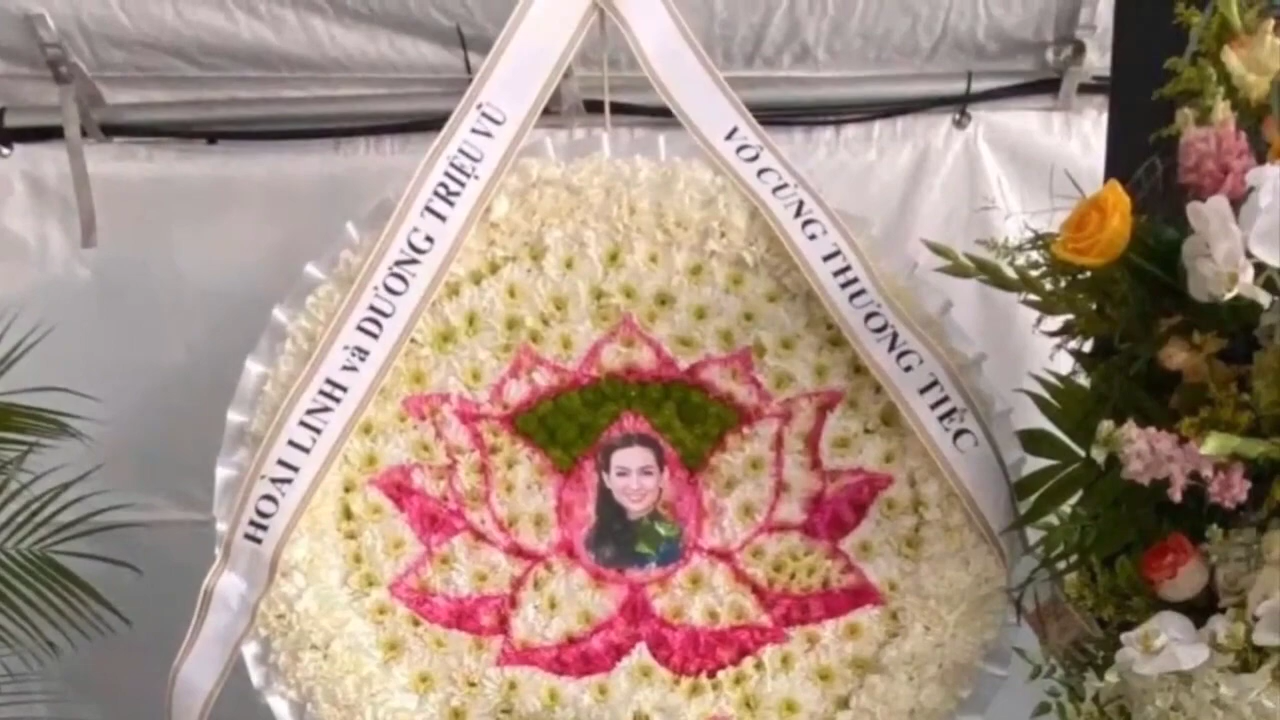 HOÀI LINH và DƯƠNG TRIỆU VŨ
VÔ CÙNG THƯƠNG TIẾC